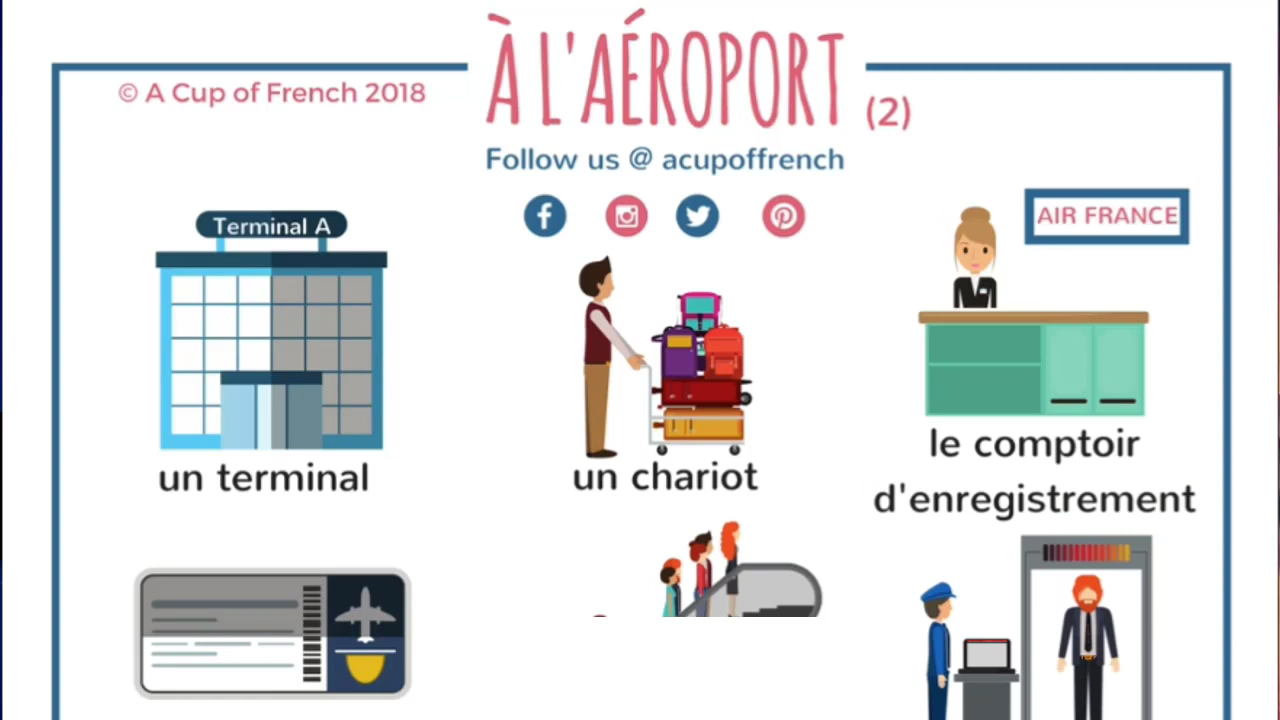 À L'AÉROPORT
(2)
© A Cup of French 2018
Follow us @ acupoffrench
Terminal A
AIR FRANCE
un terminal
un chariot
le comptoir
d'enregistrement